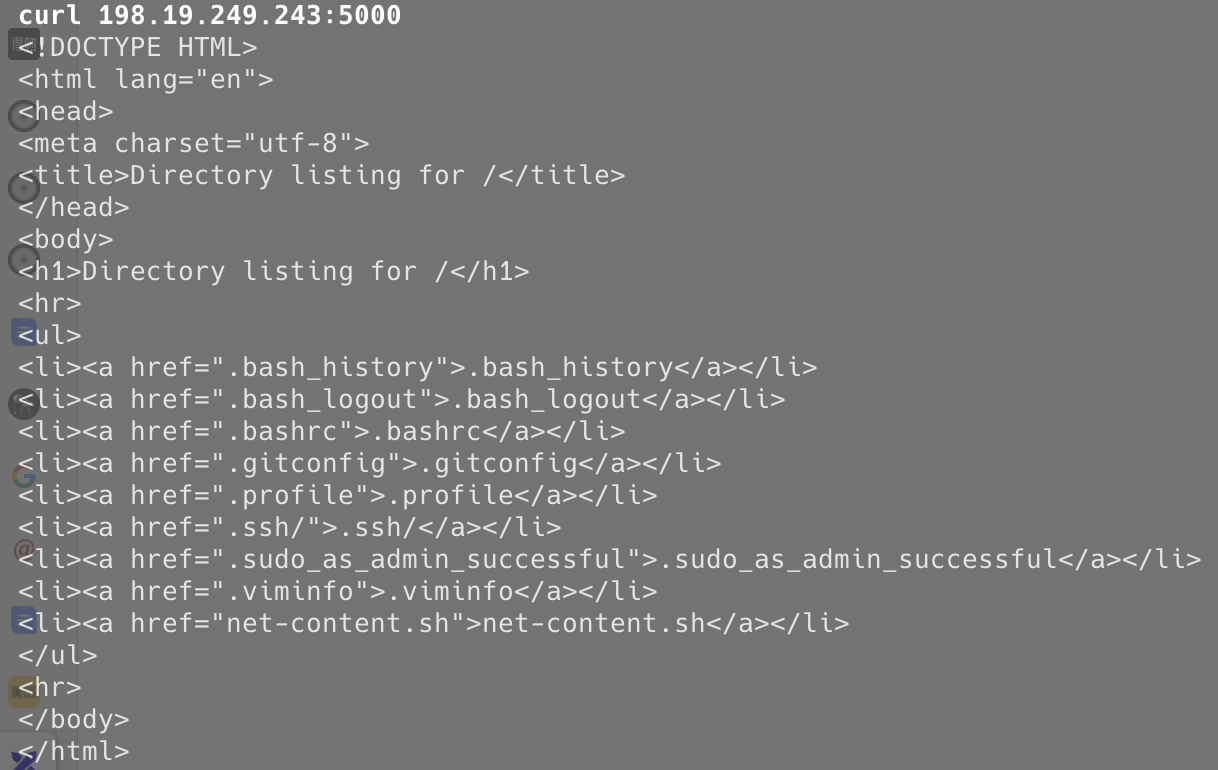 curl 198.19.249.243:5000
<!DOCTYPE HTML>
<html lang="en">
<head>
<meta charset="utf-8">
<title>Directory listing for /</title>
</head>
<body>
<h1>Directory listing for /</h1>
<hr>
<ul>
<li><a href=".bash_history">.bash_history</a></li>
<li><a href=".bash_logout">.bash_logout</a></li>
<li><a href=".bashrc">.bashrc</a></li>
<li><a href=".gitconfig">.gitconfig</a></li>
<li><a href=".profile">.profile</a></li>
<li><a href=".ssh/">.ssh/</a></li>
<li><a href=".sudo_as_admin_successful">.sudo_as_admin_successful</a></li>
<li><a href=".viminfo">.viminfo</a></li>
<li><a href="net-content.sh">net-content.sh</a></li>
</ul>
<hr>
</body>
</html>